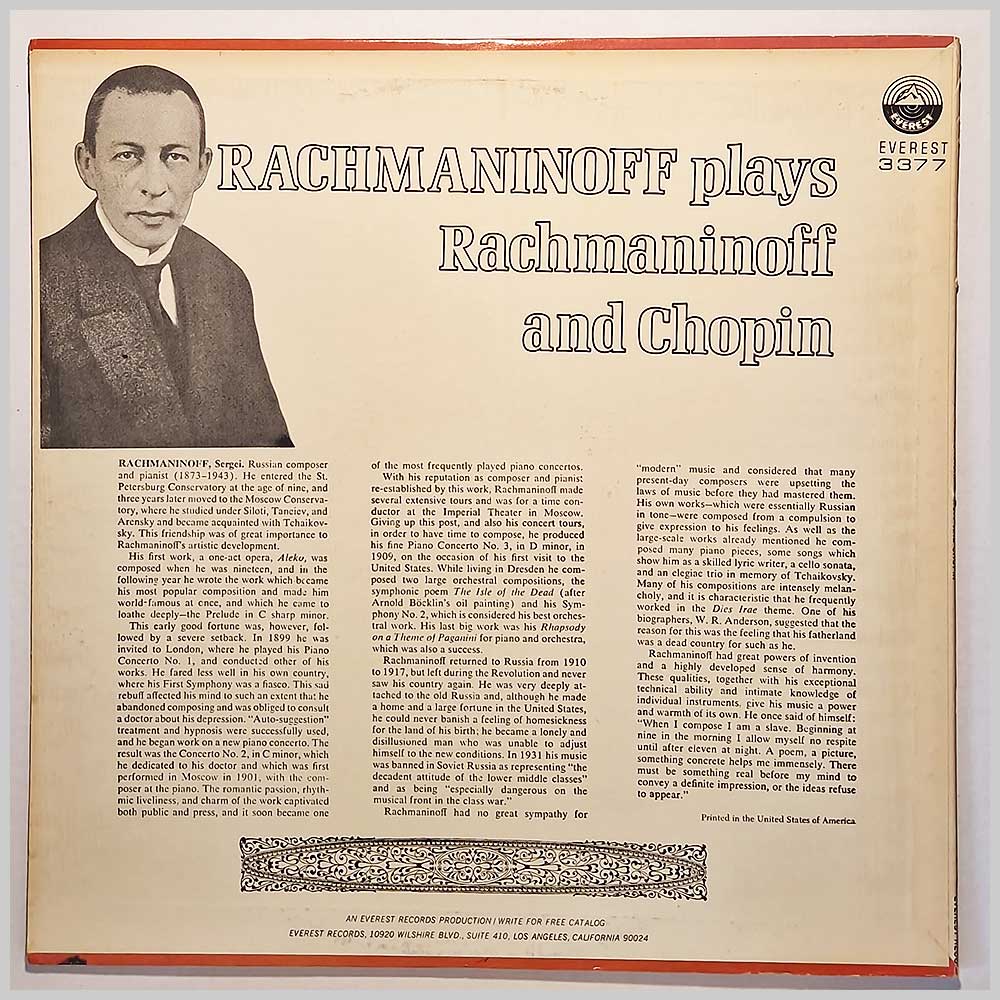 RACHMANINOFF plays
Rachmaninoff
and Chopin
EVEREST
EVEREST
3377
RACHMANINOFF, Sergei. Russian composer
and pianist (1873–1943). He entered the St.
Petersburg Conservatory at the age of nine, and
three years later moved to the Moscow Conserva-
tory, where he studied under Siloti, Taneiev, and
Arensky and became acquainted with Tchaikov-
sky. This friendship was of great importance to
Rachmaninoff's artistic development.
His first work, a one-act opera, Aleko, was
composed when he was nineteen, and in the
following year he wrote the work which became
his most popular composition and made him
world-famous at once, and which he came to
loathe deeply—the Prelude in C sharp minor.
This early good fortune was, however, fol-
lowed by a severe setback. In 1899 he was
invited to London, where he played his Piano
Concerto No. 1, and conducted other of his
works. He fared less well in his own country,
where his First Symphony was a fiasco. This sad
rebuff affected his mind to such an extent that he
abandoned composing and was obliged to consult
a doctor about his depression. "Auto-suggestion"
treatment and hypnosis were successfully used,
and he began work on a new piano concerto. The
result was the Concerto No. 2, in C minor, which
he dedicated to his doctor and which was first
performed in Moscow in 1901, with the com-
poser at the piano. The romantic passion, rhyth-
mic liveliness, and charm of the work captivated
both public and press, and it soon became one
of the most frequently played piano concertos.
With his reputation as composer and pianist
re-established by this work, Rachmaninoff made
several extensive tours and was for a time con-
ductor at the Imperial Theater in Moscow.
Giving up this post, and also his concert tours,
in order to have time to compose, he produced
his fine Piano Concerto No. 3, in D minor, in
1909, on the occasion of his first visit to the
United States. While living in Dresden he com-
posed two large orchestral compositions, the
symphonic poem The Isle of the Dead (after
Arnold Böcklin's oil painting) and his Sym-
phony No. 2, which is considered his best orches-
tral work. His last big work was his Rhapsody
on a Theme of Paganini for piano and orchestra,
which was also a success.
Rachmaninoff returned to Russia from 1910
to 1917, but left during the Revolution and never
saw his country again. He was very deeply at-
tached to the old Russia and, although he made
a home and a large fortune in the United States,
he could never banish a feeling of homesickness
for the land of his birth; he became a lonely and
disillusioned man who was unable to adjust
himself to the new conditions. In 1931 his music
was banned in Soviet Russia as representing "the
decadent attitude of the lower middle classes"
and as being "especially dangerous on the
musical front in the class war."
Rachmaninoff had no great sympathy for
"modern" music and considered that many
present-day composers were upsetting the
laws of music before they had mastered them.
His own works—which were essentially Russian
in tone—were composed from a compulsion to
give expression to his feelings. As well as the
large-scale works already mentioned he com-
posed many piano pieces, some songs which
show him as a skilled lyric writer, a cello sonata,
and an elegiac trio in memory of Tchaikovsky.
Many of his compositions are intensely melan-
choly, and it is characteristic that he frequently
worked in the Dies Irae theme. One of his
biographers, W. R. Anderson, suggested that the
reason for this was the feeling that his fatherland
was a dead country for such as he.
Rachmaninoff had great powers of invention
and a highly developed sense of harmony.
These qualities, together with his exceptional
technical ability and intimate knowledge of
individual instruments, give his music a power
and warmth of its own. He once said of himself:
"When I compose I am a slave. Beginning at
nine in the morning I allow myself no respite
until after eleven at night. A poem, a picture,
something concrete helps me immensely. There
must be something real before my mind to
convey a definite impression, or the ideas refuse
to appear."
Printed in the United States of America
AN EVEREST RECORDS PRODUCTION / WRITE FOR FREE CATALOG
EVEREST RECORDS, 10920 WILSHIRE BLVD., SUITE 410, LOS ANGELES, CALIFORNIA 90024